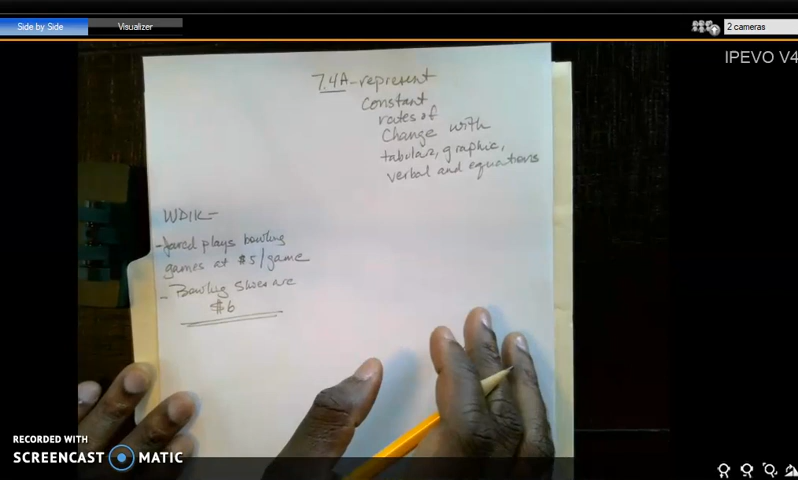 Side by Side
Visualizer
2 cameras
IPEVO V4
7.4A-represent
constant
rates of
change with
tabular, graphic,
verbal and equations
WDIK-
-Jared plays bowling
games at $5/game
- Bowling shoes are
$6
RECORDED WITH
SCREENCAST MATIC